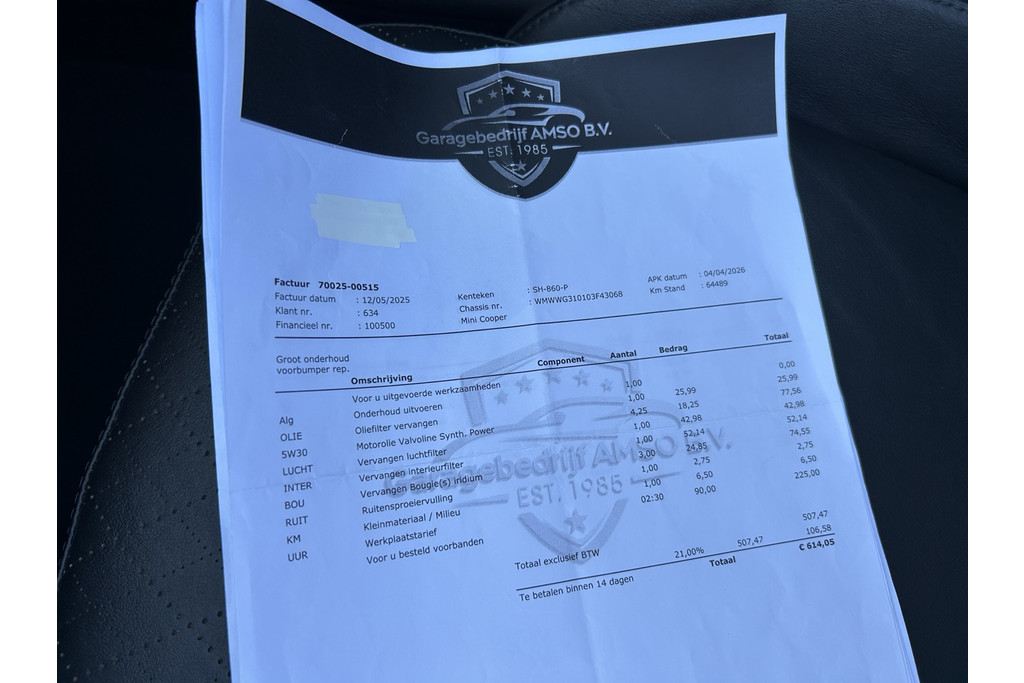 Garagebedrijf AMSO B.V.
EST. 1985
Factuur 70025-00515
Factuur datum : 12/05/2025
Klant nr. : 634
Financieel nr. : 100500
Kenteken : SH-860-P
Chassis nr. : WMWWG310103F43068
Mini Cooper
APK datum : 04/04/2026
Km Stand : 64489
Groot onderhoud
voorbumper rep.
Omschrijving Component Aantal Bedrag Totaal
Voor u uitgevoerde werkzaamheden
Alg Onderhoud uitvoeren 1,00 0,00
OLIE Oliefilter vervangen 1,00 25,99 25,99
5W30 Motorolie Valvoline Synth. Power 4,25 18,25 77,56
LUCHT Vervangen luchtfilter 1,00 42,98 42,98
INTER Vervangen interieurfilter 1,00 52,14 52,14
BOU Vervangen Bougie(s) iridium 3,00 24,85 74,55
RUIT Ruitensproeiervulling 1,00 2,75 2,75
KM Kleinmateriaal / Milieu 1,00 6,50 6,50
UUR Werkplaatstarief 02:30 90,00 225,00
Voor u besteld voorbanden
Garagebedrijf AMSO B.V.
EST. 1985
Totaal exclusief BTW 507,47
21,00% 507,47 106,58
Totaal € 614,05
Te betalen binnen 14 dagen